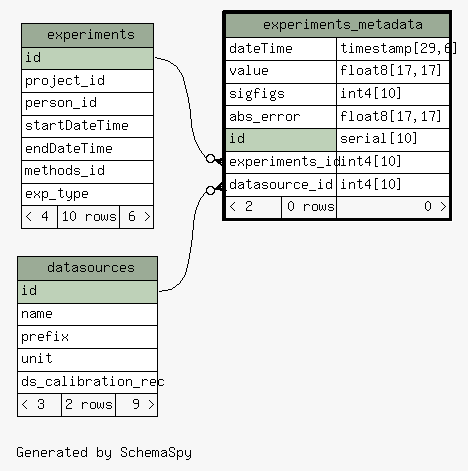 experiments
id
project_id
person_id
startDateTime
endDateTime
methods_id
exp_type
< 4 10 rows 6 >
experiments_metadata
dateTime timestamp[29,6]
value float8[17,17]
sigfigs int4[10]
abs_error float8[17,17]
id serial[10]
experiments_id int4[10]
datasource_id int4[10]
< 2 0 rows 0 >
datasources
id
name
prefix
unit
ds_calibration_rec
< 3 2 rows 9 >
Generated by SchemaSpy